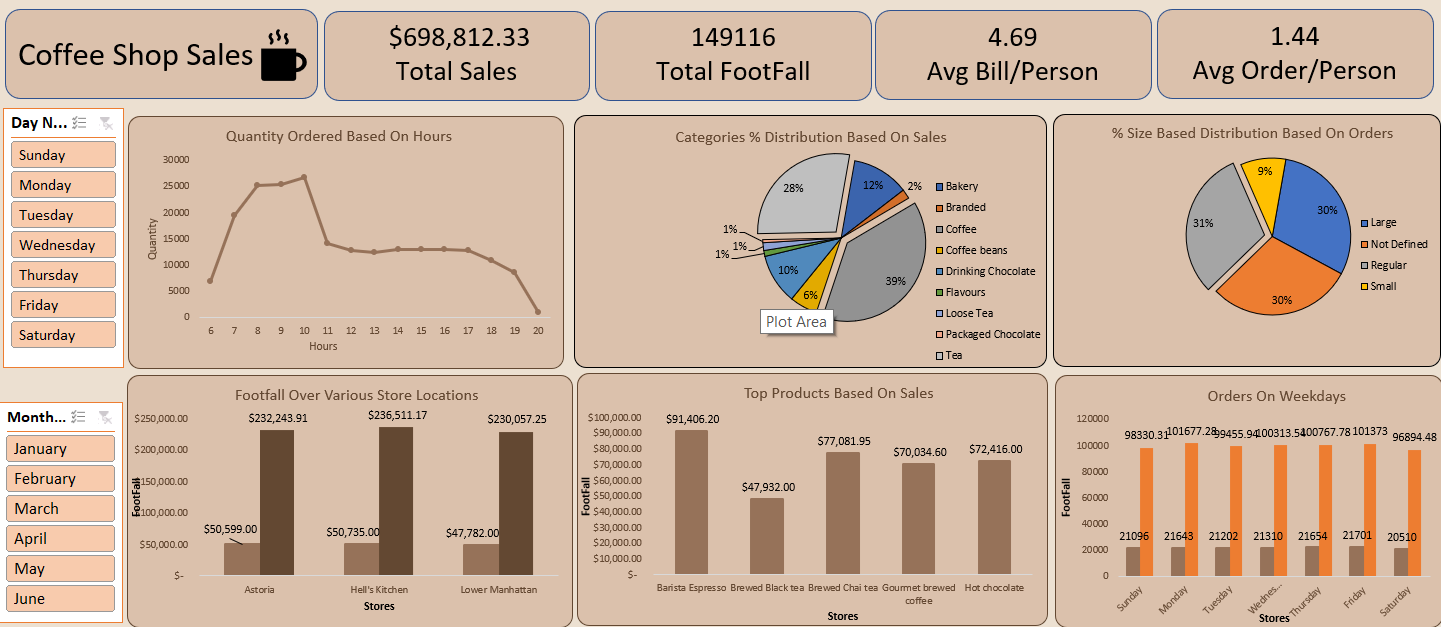 Coffee Shop Sales
$698,812.33
Total Sales
149116
Total FootFall
4.69
Avg Bill/Person
1.44
Avg Order/Person
Day N...
Sunday
Monday
Tuesday
Wednesday
Thursday
Friday
Saturday
Quantity Ordered Based On Hours
30000
25000
20000
15000
10000
5000
0
Quantity
6 7 8 9 10 11 12 13 14 15 16 17 18 19 20
Hours
Categories % Distribution Based On Sales
28%
12%
2%
39%
6%
10%
1%
1%
1%
Bakery
Branded
Coffee
Coffee beans
Drinking Chocolate
Flavours
Loose Tea
Packaged Chocolate
Tea
Plot Area
% Size Based Distribution Based On Orders
9%
30%
31%
30%
Large
Not Defined
Regular
Small
Month...
January
February
March
April
May
June
Footfall Over Various Store Locations
$250,000.00
$200,000.00
$150,000.00
$100,000.00
$50,000.00
$-
FootFall
$232,243.91
$236,511.17
$230,057.25
$50,599.00
$50,735.00
$47,782.00
Astoria Hell's Kitchen Lower Manhattan
Stores
Top Products Based On Sales
$100,000.00
$90,000.00
$80,000.00
$70,000.00
$60,000.00
$50,000.00
$40,000.00
$30,000.00
$20,000.00
$10,000.00
$-
FootFall
$91,406.20
$47,932.00
$77,081.95
$70,034.60
$72,416.00
Barista Espresso
Brewed Black tea
Brewed Chai tea
Gourmet brewed
coffee
Hot chocolate
Stores
Orders On Weekdays
120000
100000
80000
60000
40000
20000
0
FootFall
98330.31
101677.28
99455.94
100313.54
100767.78
101373
96894.48
21096
21643
21202
21310
21654
21701
20510
Sunday
Monday
Tuesday
Wednes...
Thursday
Friday
Saturday
Stores